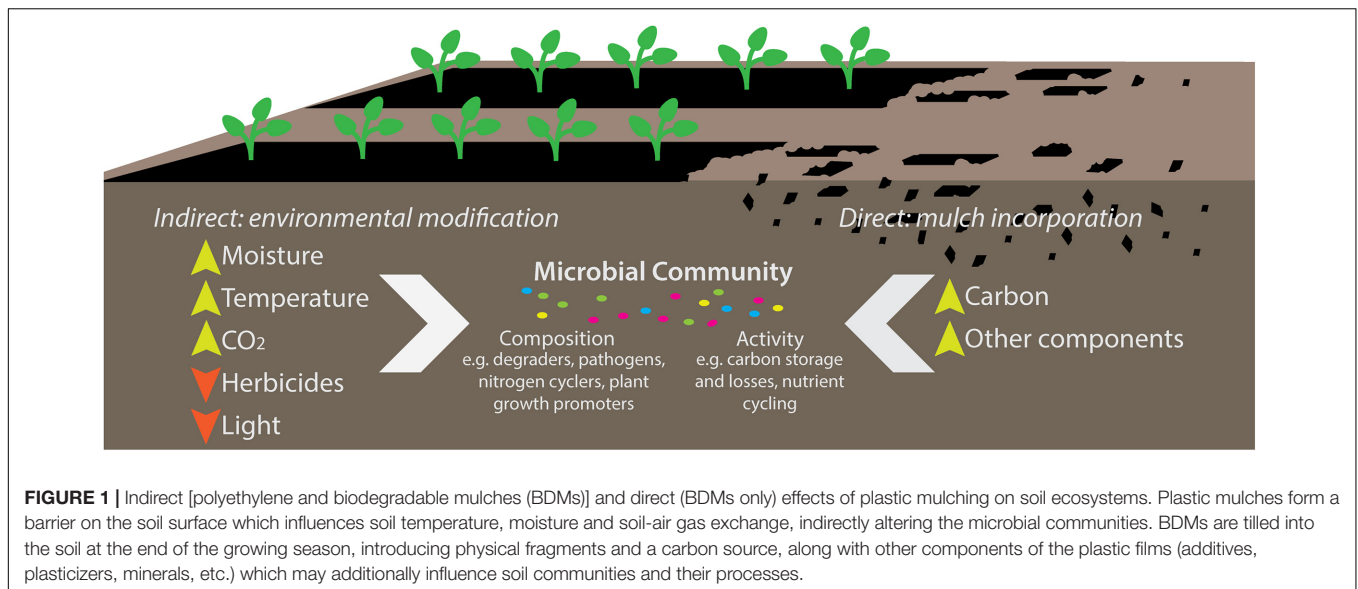 Indirect: environmental modification
Direct: mulch incorporation
Moisture
Temperature
CO₂
Herbicides
Light
Microbial Community
Composition
e.g. degraders, pathogens,
nitrogen cyclers, plant
growth promoters
Activity
e.g. carbon storage
and losses, nutrient
cycling
Carbon
Other components
FIGURE 1 | Indirect [polyethylene and biodegradable mulches (BDMs)] and direct (BDMs only) effects of plastic mulching on soil ecosystems. Plastic mulches form a
barrier on the soil surface which influences soil temperature, moisture and soil-air gas exchange, indirectly altering the microbial communities. BDMs are tilled into
the soil at the end of the growing season, introducing physical fragments and a carbon source, along with other components of the plastic films (additives,
plasticizers, minerals, etc.) which may additionally influence soil communities and their processes.